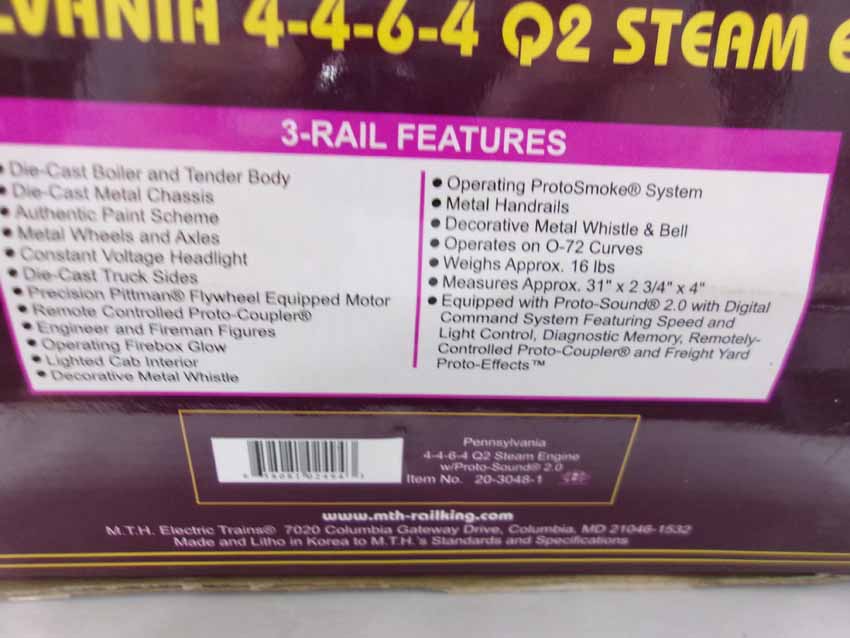 LVANIA 4-4-6-4 Q2 STEAM E
3-RAIL FEATURES
• Die-Cast Boiler and Tender Body
• Die-Cast Metal Chassis
• Authentic Paint Scheme
• Metal Wheels and Axles
• Constant Voltage Headlight
• Die-Cast Truck Sides
• Precision Pittman® Flywheel Equipped Motor
• Remote Controlled Proto-Coupler®
• Engineer and Fireman Figures
• Operating Firebox Glow
• Lighted Cab Interior
• Decorative Metal Whistle
• Operating ProtoSmoke® System
• Metal Handrails
• Decorative Metal Whistle & Bell
• Operates on O-72 Curves
• Weighs Approx. 16 lbs
• Measures Approx. 31" x 2 3/4" x 4"
• Equipped with Proto-Sound® 2.0 with Digital
Command System Featuring Speed and
Light Control, Diagnostic Memory, Remotely-
Controlled Proto-Coupler® and Freight Yard
Proto-Effects™
Pennsylvania
4-4-6-4 Q2 Steam Engine
w/Proto-Sound® 2.0
Item No. 20-3048-1
www.mth-railking.com
M.T.H. Electric Trains® 7020 Columbia Gateway Drive, Columbia, MD 21046-1532
Made and Litho in Korea to M.T.H.'s Standards and Specifications